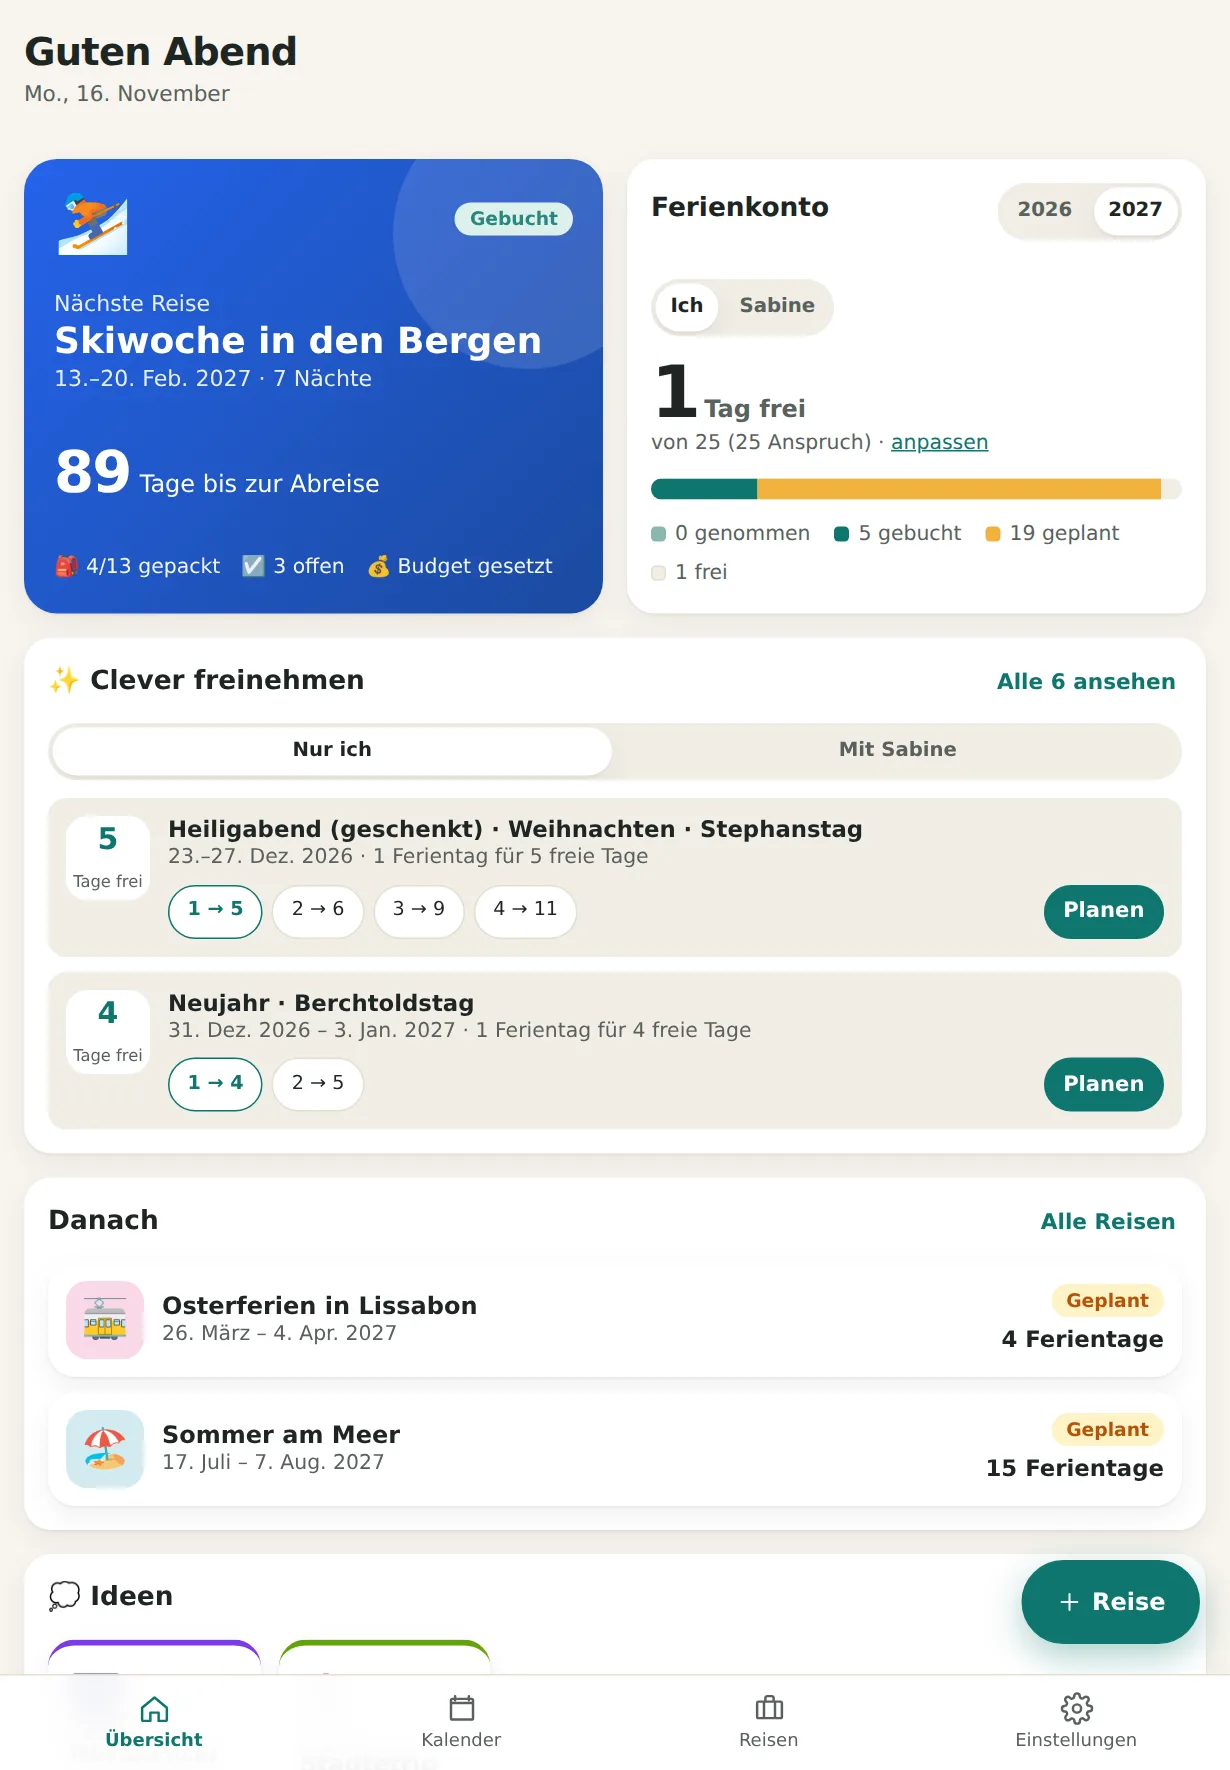 Guten Abend
Mo., 16. November
Gebucht
Nächste Reise
Skiwoche in den Bergen
13.–20. Feb. 2027 · 7 Nächte
89 Tage bis zur Abreise
4/13 gepackt 3 offen Budget gesetzt
Ferienkonto
2026 2027
Ich Sabine
1 Tag frei
von 25 (25 Anspruch) · anpassen
0 genommen 5 gebucht 19 geplant
1 frei
Clever freinehmen
Alle 6 ansehen
Nur ich Mit Sabine
5
Tage frei
Heiligabend (geschenkt) · Weihnachten · Stephanstag
23.–27. Dez. 2026 · 1 Ferientag für 5 freie Tage
1 → 5 2 → 6 3 → 9 4 → 11
Planen
4
Tage frei
Neujahr · Berchtoldstag
31. Dez. 2026 – 3. Jan. 2027 · 1 Ferientag für 4 freie Tage
1 → 4 2 → 5
Planen
Danach
Alle Reisen
Osterferien in Lissabon
26. März – 4. Apr. 2027
Geplant
4 Ferientage
Sommer am Meer
17. Juli – 7. Aug. 2027
Geplant
15 Ferientage
Ideen
+ Reise
Übersicht Kalender Reisen Einstellungen